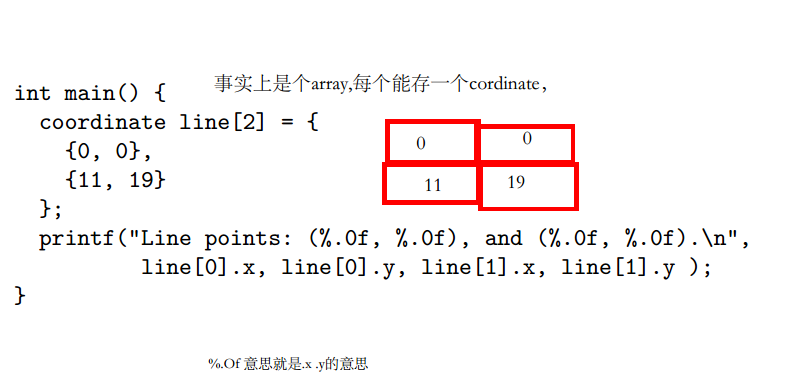 事实上是个array,每个能存一个cordinate，
int main() {
coordinate line[2] = {
{0, 0},
{11, 19}
};
0 0
11 19
printf("Line points: (%.0f, %.0f), and (%.0f, %.0f).\n",
line[0].x, line[0].y, line[1].x, line[1].y );
}
%.Of 意思就是.x .y的意思